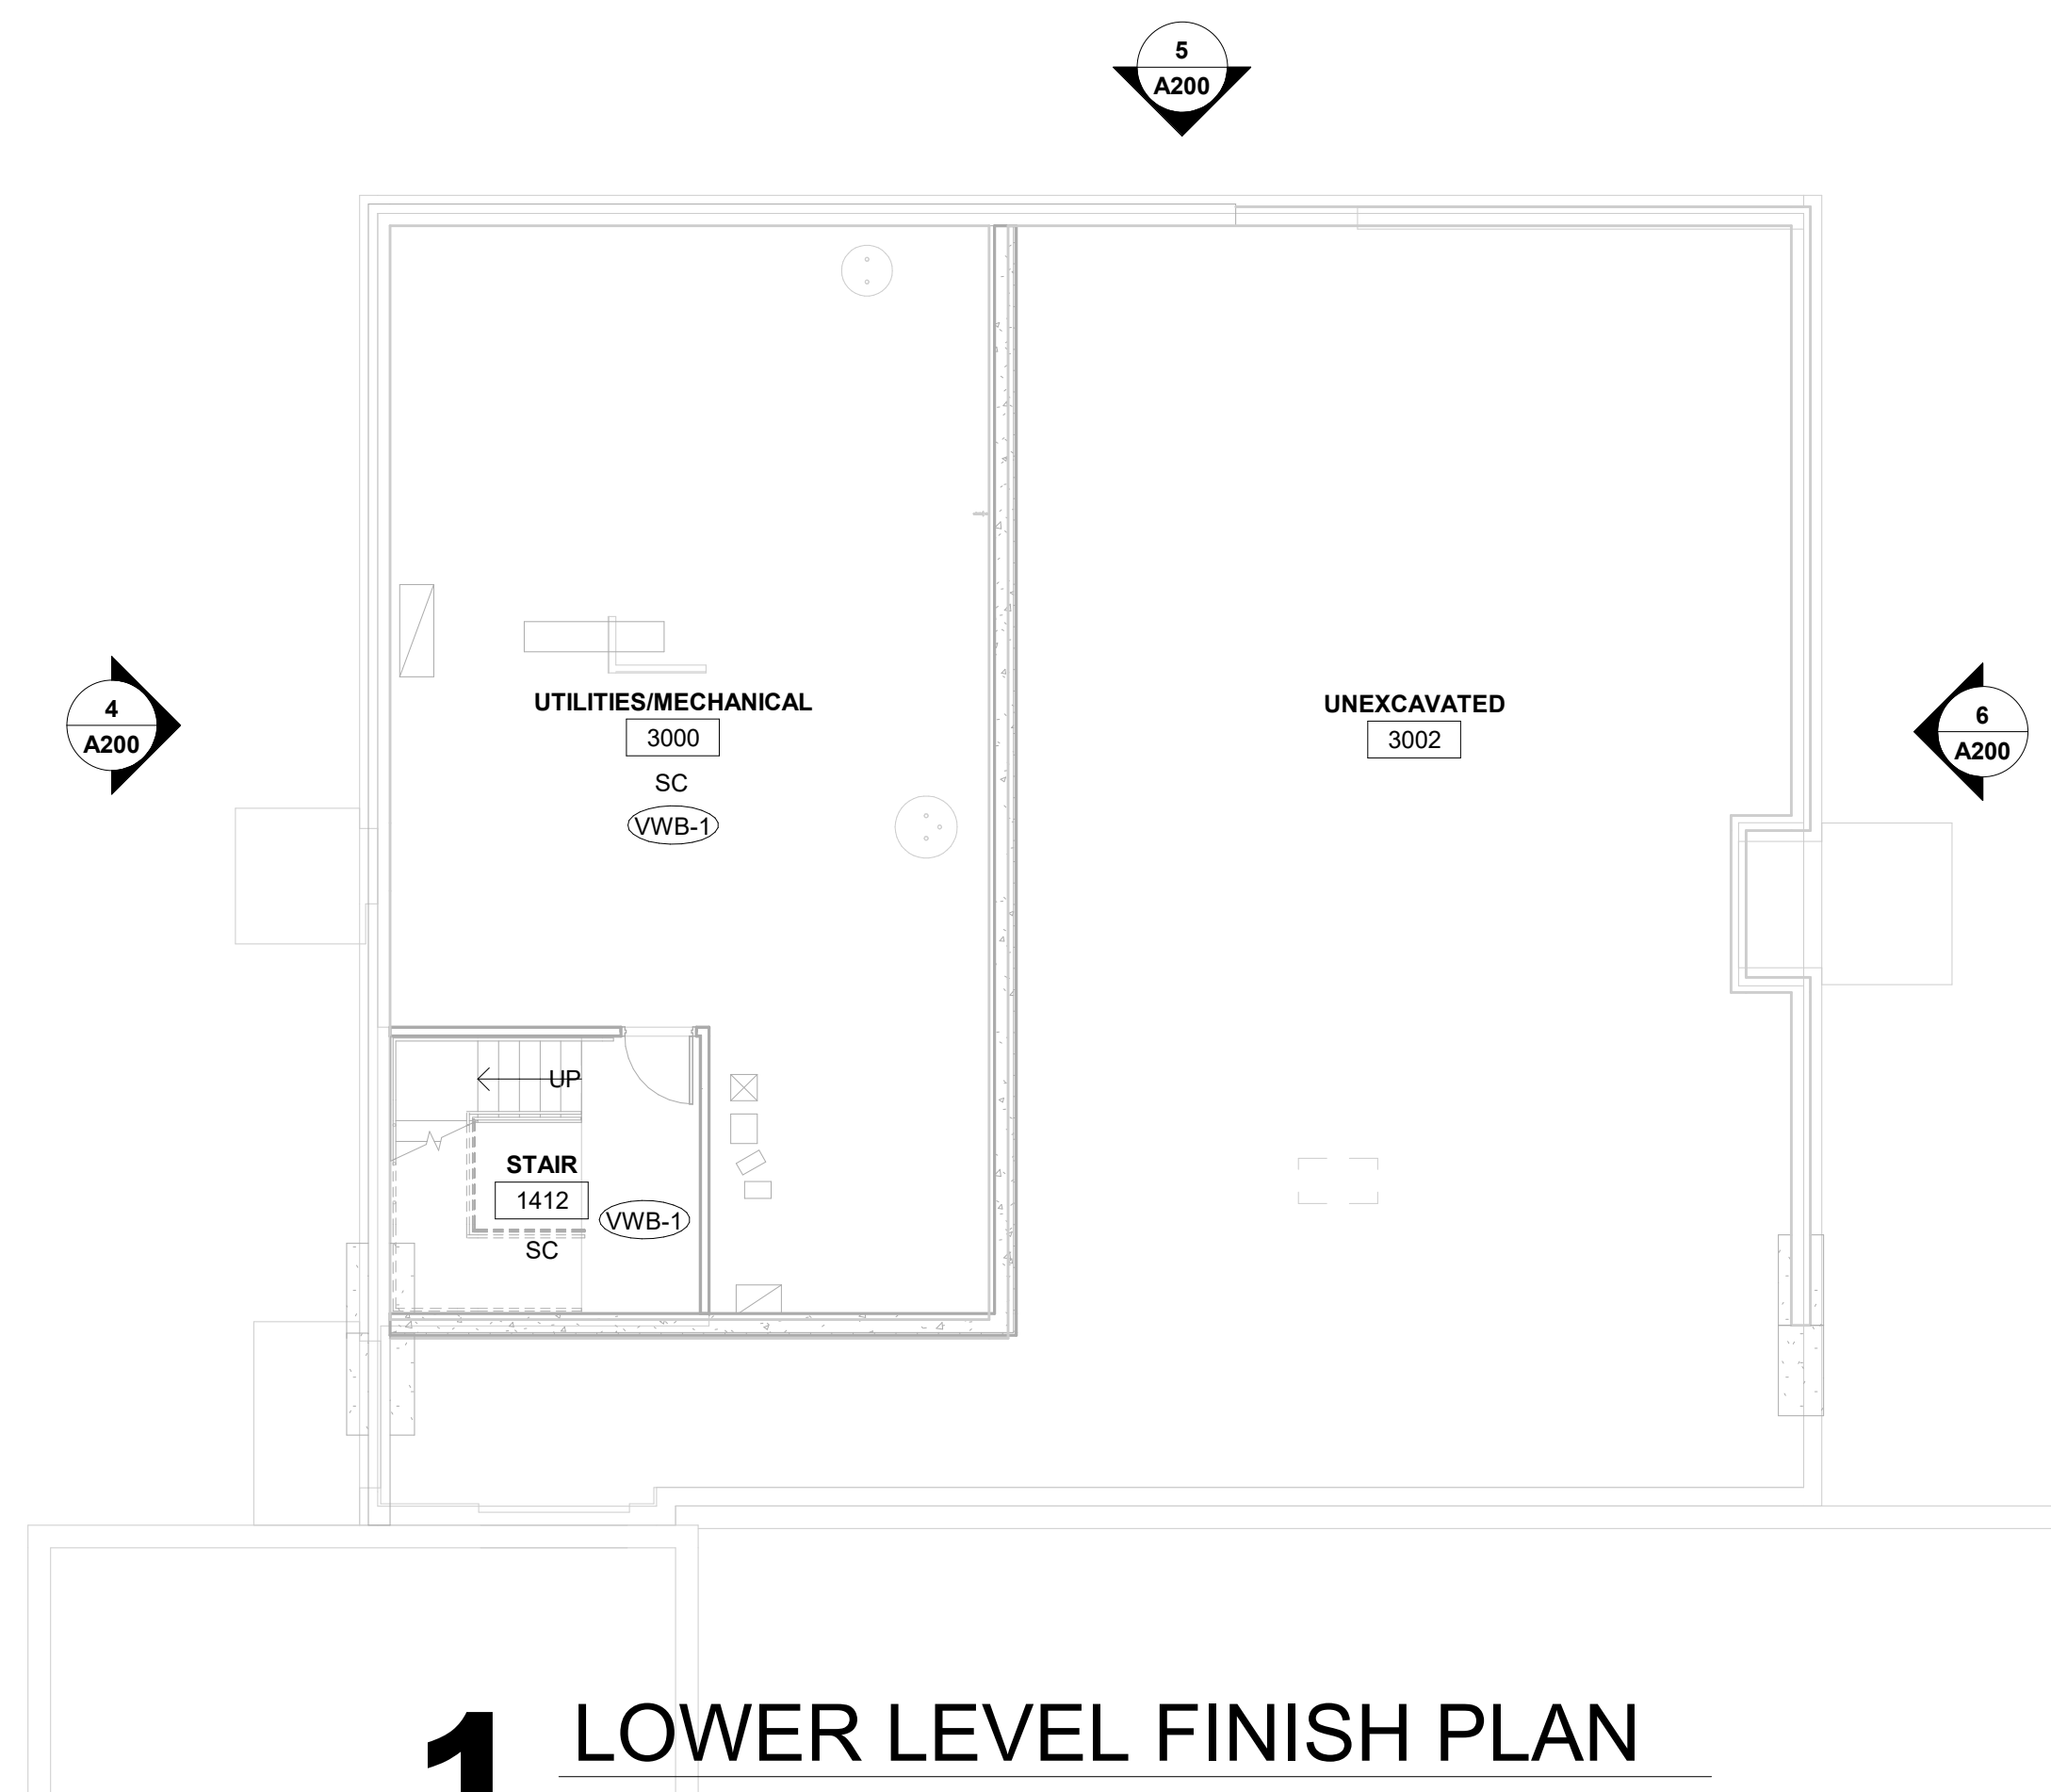 5
A200
UTILITIES/MECHANICAL
3000
SC
VWB-1
UNEXCAVATED
3002
4
A200
6
A200
UP
STAIR
1412
VWB-1
SC
1
LOWER LEVEL FINISH PLAN